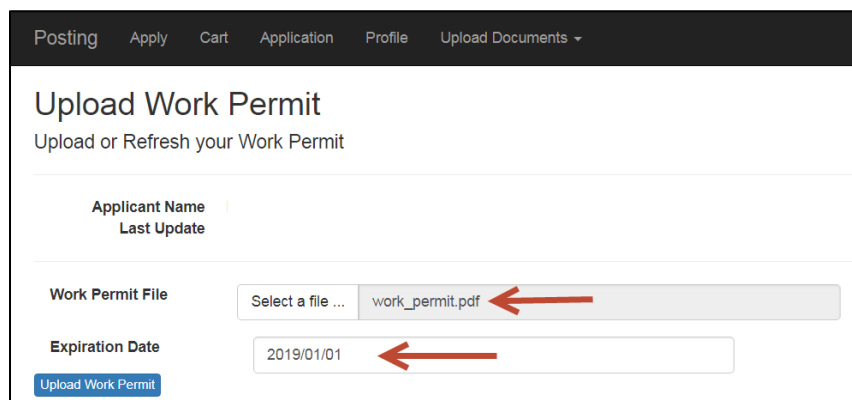 Posting Apply Cart Application Profile Upload Documents
Upload Work Permit
Upload or Refresh your Work Permit
Applicant Name
Last Update
Work Permit File Select a file ... work_permit.pdf
Expiration Date 2019/01/01
Upload Work Permit